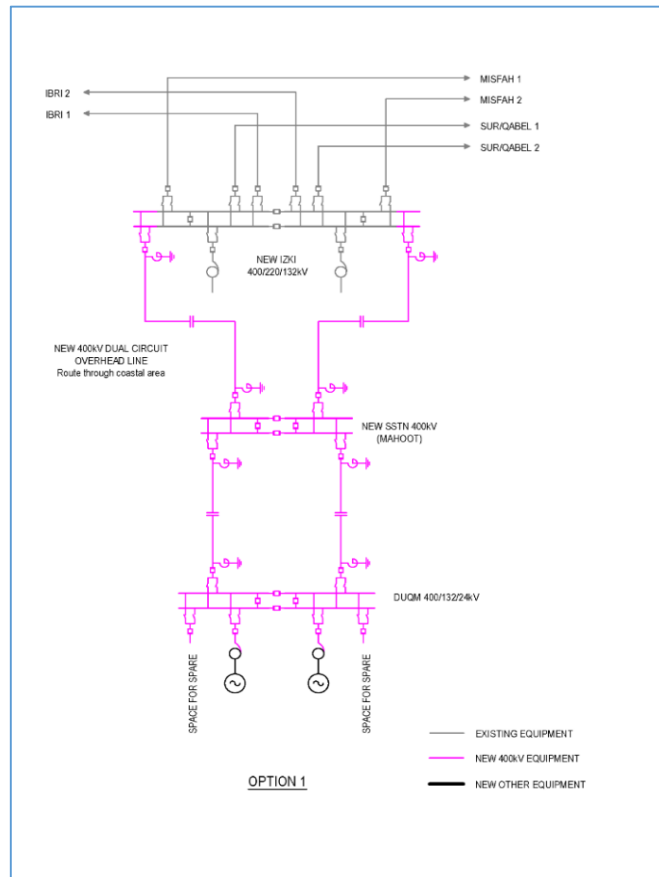 MISFAH 1
IBRI 2
MISFAH 2
IBRI 1
SUR/QABEL 1
SUR/QABEL 2
NEW IZKI
400/220/132kV
NEW 400kV DUAL CIRCUIT
OVERHEAD LINE
Route through coastal area
NEW SSTN 400kV
(MAHOOT)
DUQM 400/132/24kV
SPACE FOR SPARE
SPACE FOR SPARE
EXISTING EQUIPMENT
NEW 400kV EQUIPMENT
NEW OTHER EQUIPMENT
OPTION 1